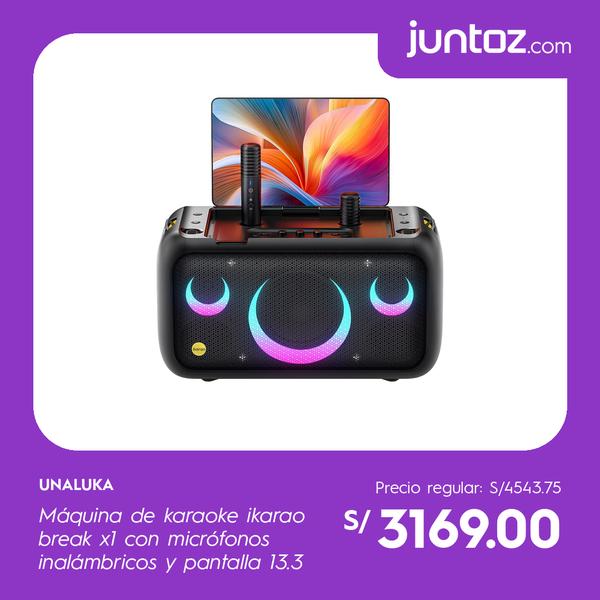 juntoz.com
UNALUKA
Máquina de karaoke ikarao
break x1 con micrófonos
inalámbricos y pantalla 13.3
Precio regular: S/4543.75
S/ 3169.00